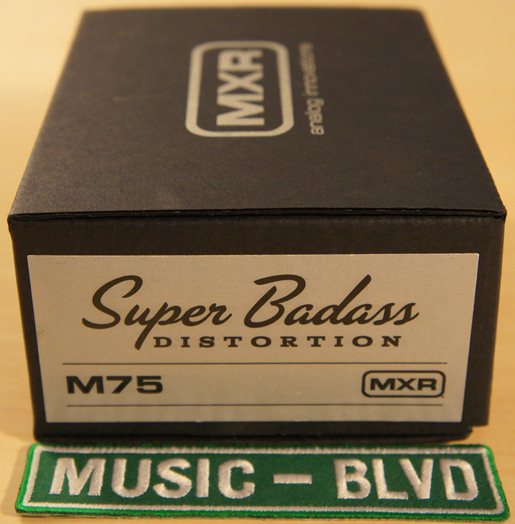 MXR
analog innovations
Super Badass
DISTORTION
M75
MXR
MUSIC - BLVD